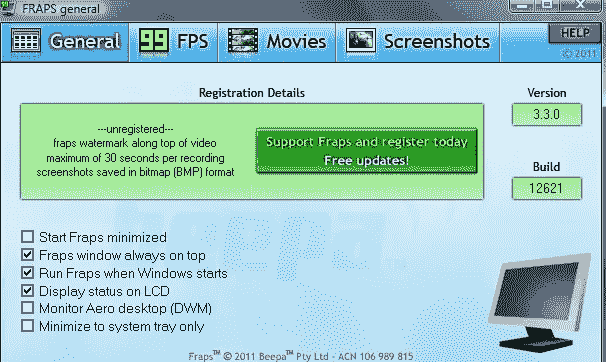 FRAPS general
General
99
FPS
Movies
Screenshots
HELP
© 2011
Registration Details
---unregistered---
fraps watermark along top of video
maximum of 30 seconds per recording
screenshots saved in bitmap (BMP) format
Support Fraps and register today
Free updates!
Version
3.3.0
Build
12621
Start Fraps minimized
Fraps window always on top
Run Fraps when Windows starts
Display status on LCD
Monitor Aero desktop (DWM)
Minimize to system tray only
beepa™
Fraps™ © 2011 Beepa™ Pty Ltd - ACN 106 989 815